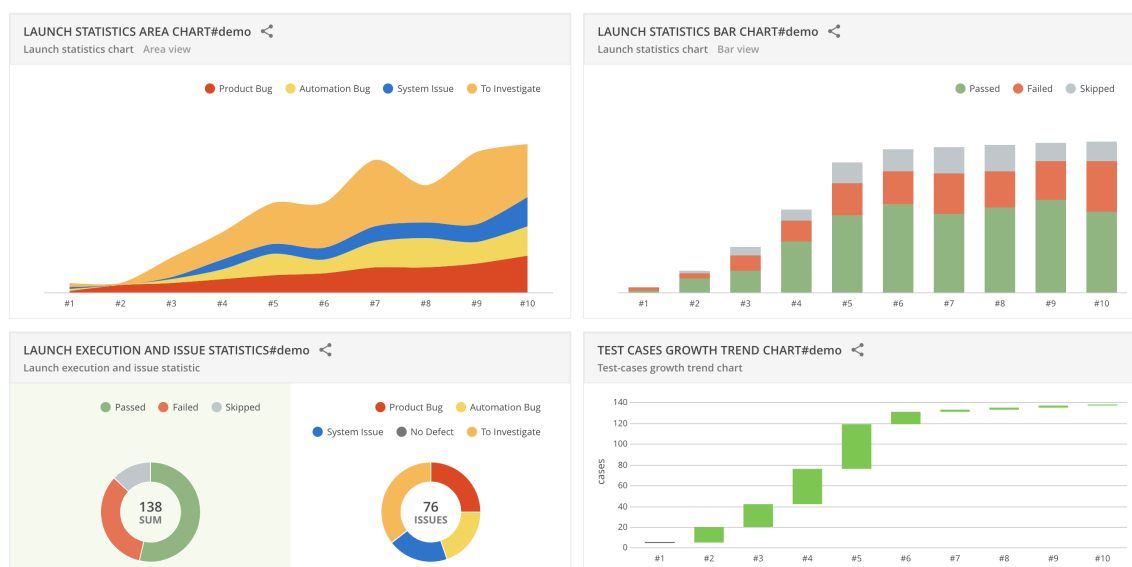 LAUNCH STATISTICS AREA CHART#demo
Launch statistics chart Area view
Product Bug Automation Bug System Issue To Investigate
#1 #2 #3 #4 #5 #6 #7 #8 #9 #10
LAUNCH STATISTICS BAR CHART#demo
Launch statistics chart Bar view
Passed Failed Skipped
#1 #2 #3 #4 #5 #6 #7 #8 #9 #10
LAUNCH EXECUTION AND ISSUE STATISTICS#demo
Launch execution and issue statistic
Passed Failed Skipped
138
SUM
Product Bug Automation Bug
System Issue No Defect To Investigate
76
ISSUES
TEST CASES GROWTH TREND CHART#demo
Test-cases growth trend chart
cases
140
120
100
80
60
40
20
0
#1 #2 #3 #4 #5 #6 #7 #8 #9 #10